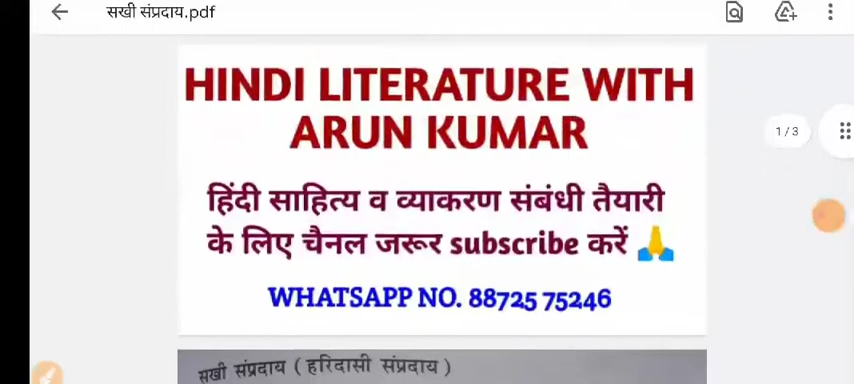 सखी संप्रदाय.pdf
HINDI LITERATURE WITH
ARUN KUMAR
1/3
हिंदी साहित्य व व्याकरण संबंधी तैयारी
के लिए चैनल जरूर subscribe करें 🙏
WHATSAPP NO. 88725 75246
सखी संप्रदाय ( हरिदासी संप्रदाय )